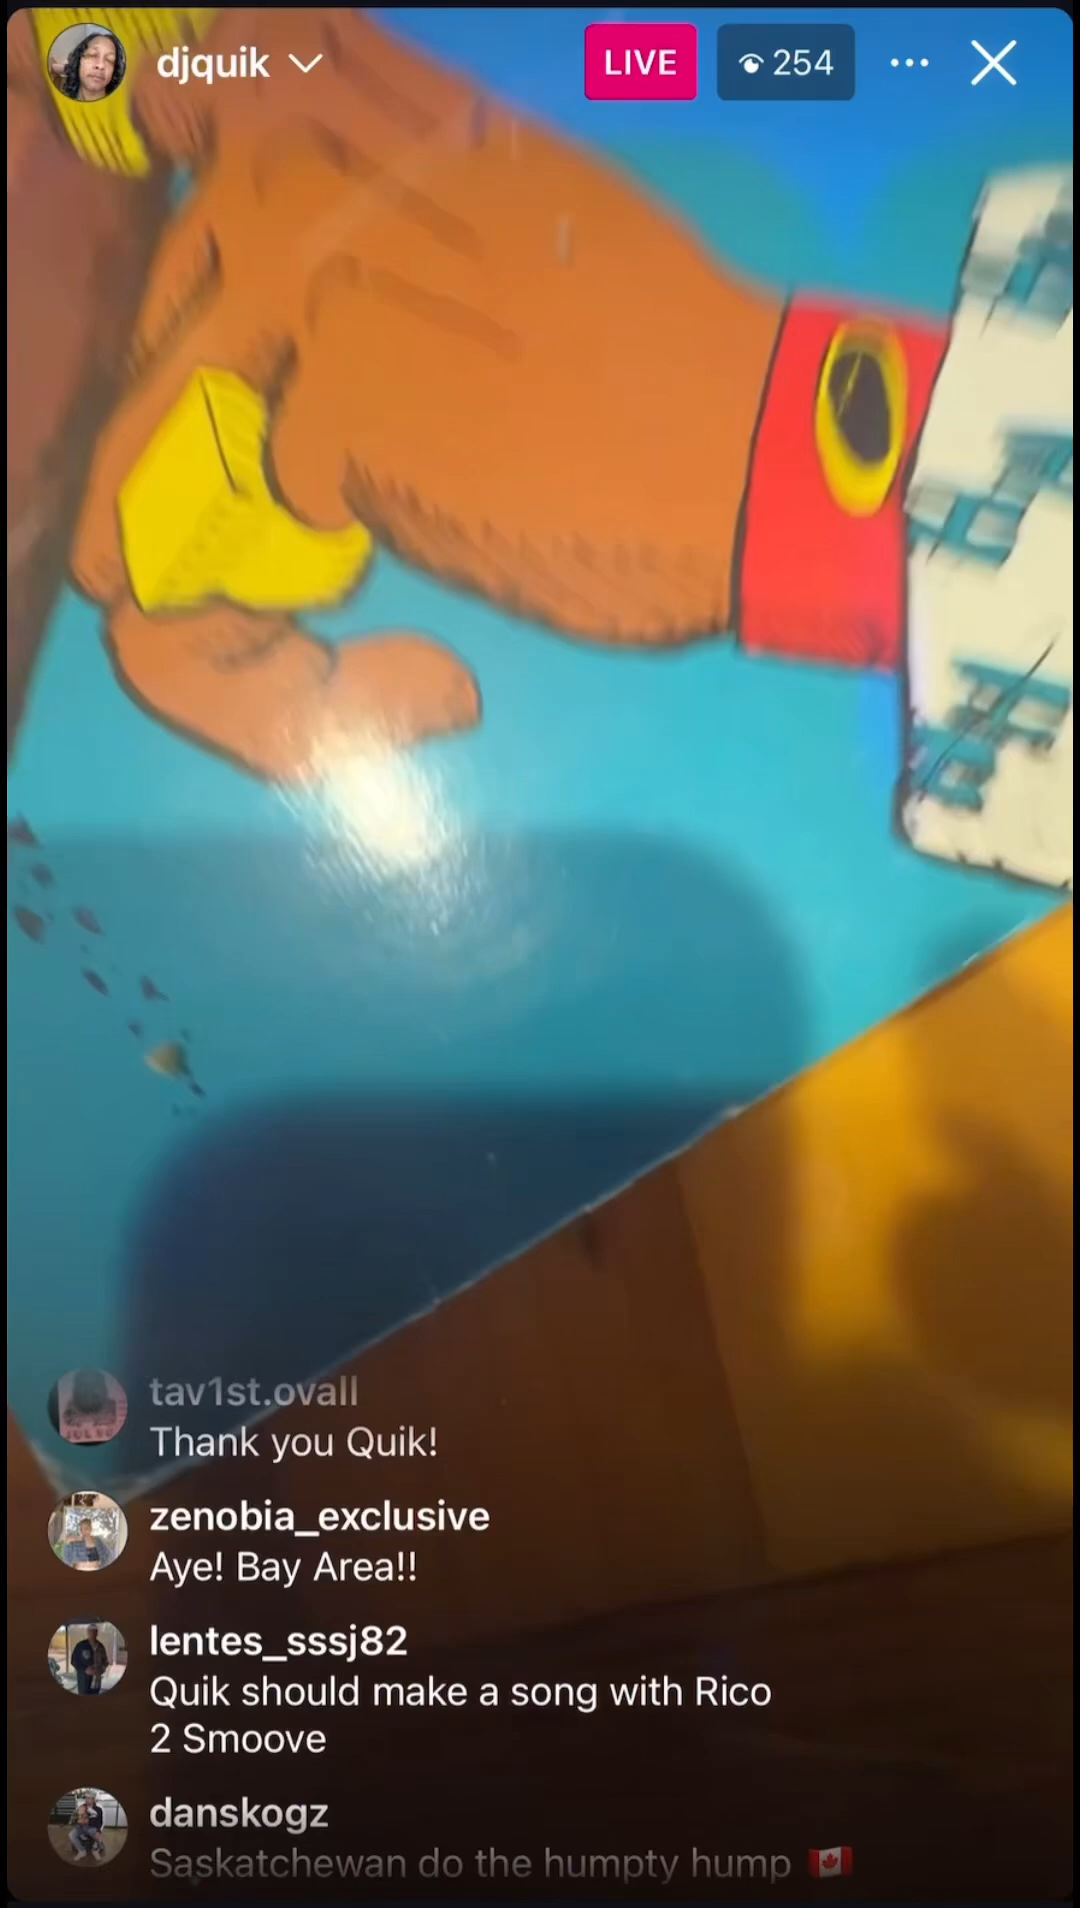 djquik
LIVE
254
tav1st.ovall
Thank you Quik!
zenobia_exclusive
Aye! Bay Area!!
lentes_sssj82
Quik should make a song with Rico
2 Smoove
danskogz
Saskatchewan do the humpty hump 🇨🇦